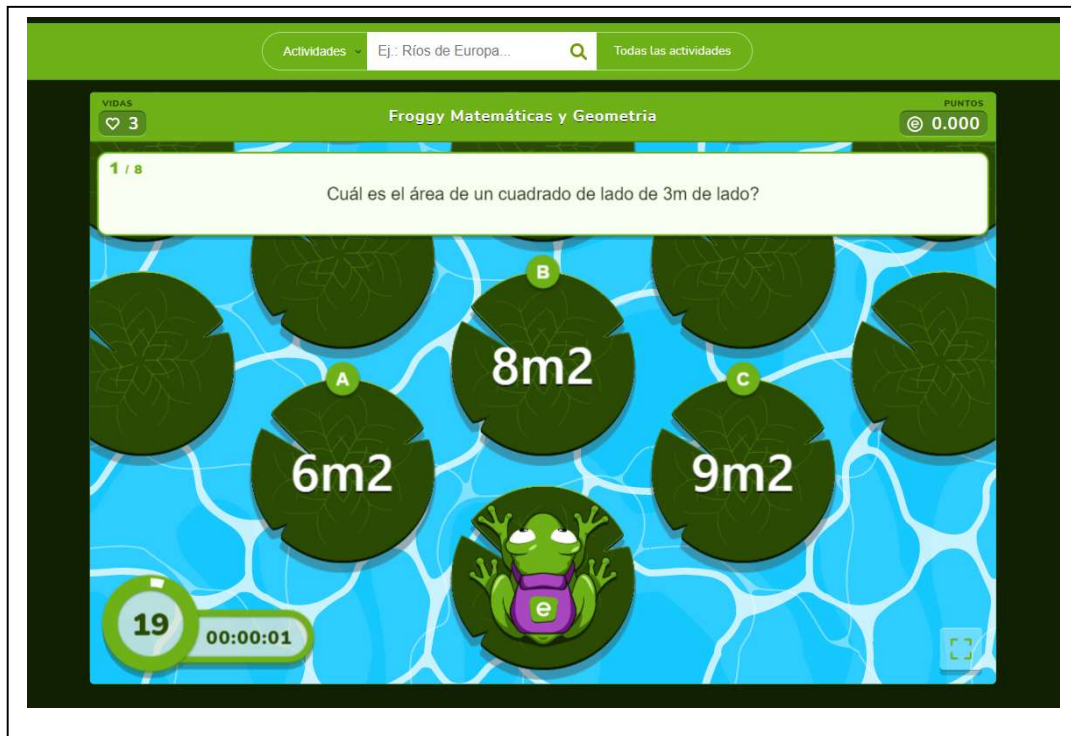 Actividades Ej.: Ríos de Europa... Todas las actividades
VIDAS
3
Froggy Matemáticas y Geometria
PUNTOS
e 0.000
1 / 8
Cuál es el área de un cuadrado de lado de 3m de lado?
B
8m2
A
6m2
C
9m2
e
19
00:00:01